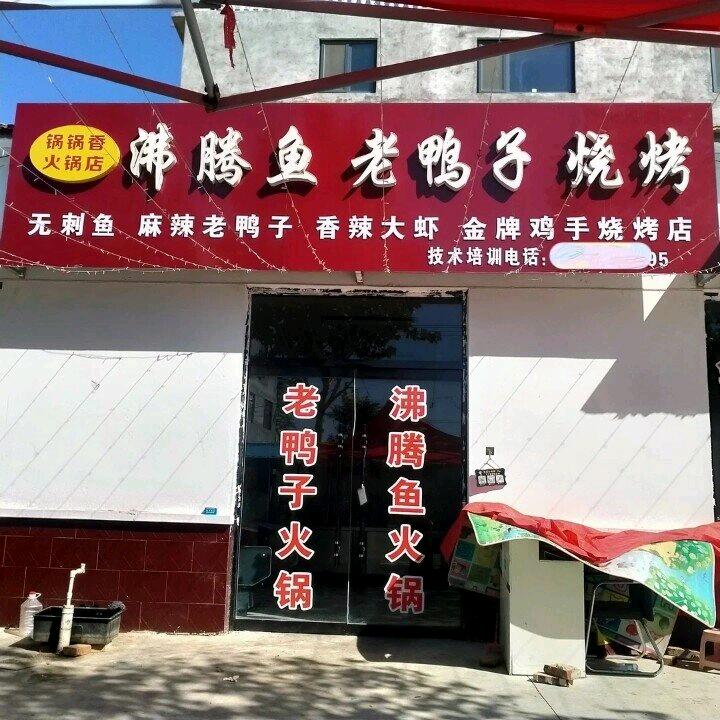 锅锅香
火锅店
沸腾鱼 老鸭子 烧烤
无刺鱼 麻辣老鸭子 香辣大虾 金牌鸡手烧烤店
技术培训电话: 95
老鸭子火锅
沸腾鱼火锅